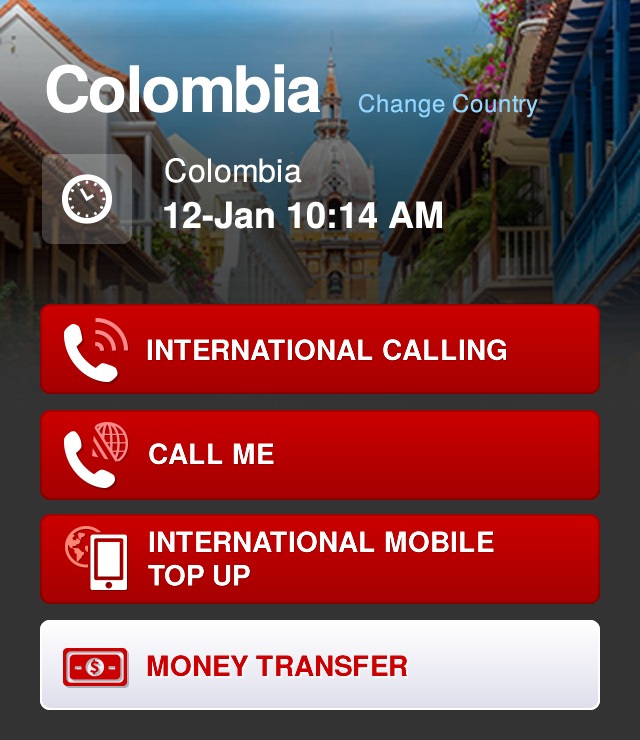 Colombia
Change Country
Colombia
12-Jan 10:14 AM
INTERNATIONAL CALLING
CALL ME
INTERNATIONAL MOBILE
TOP UP
$
MONEY TRANSFER